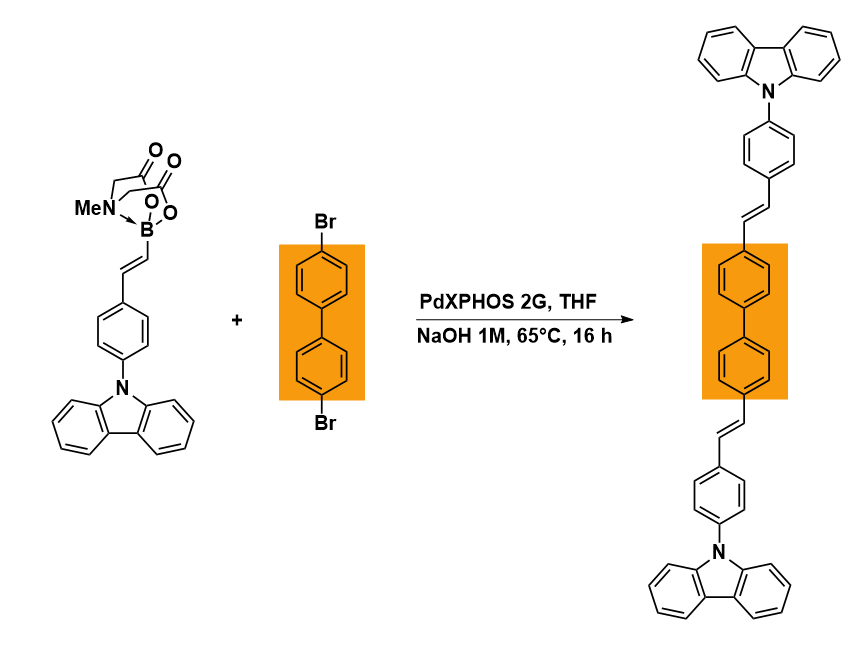 N
O
O
MeN
O
O
B
Br
+
PdXPHOS 2G, THF
NaOH 1M, 65°C, 16 h
N
Br
N